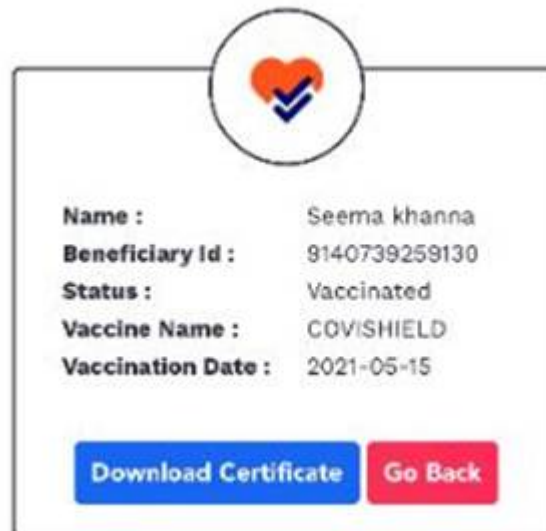 Name : Seema khanna
Beneficiary Id : 9140739259130
Status : Vaccinated
Vaccine Name : COVISHIELD
Vaccination Date : 2021-05-15
Download Certificate Go Back